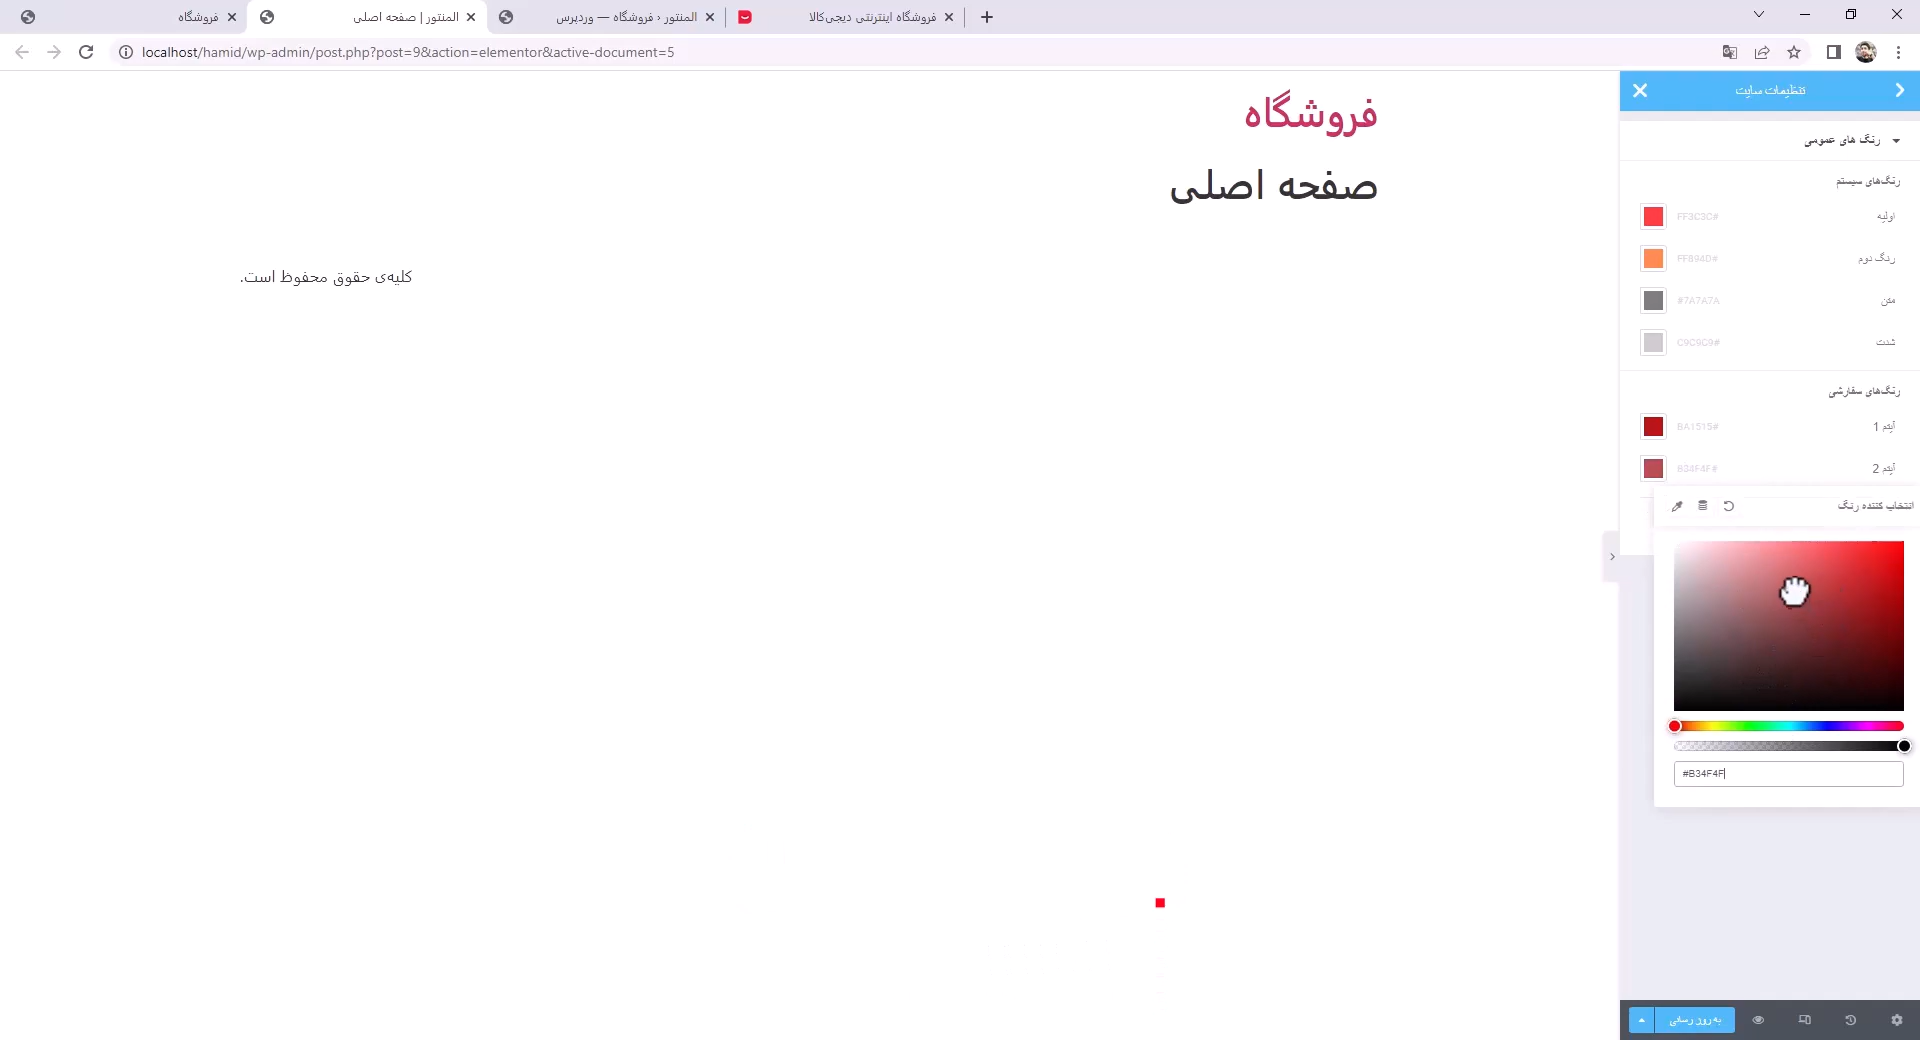 فروشگاه
المنتور | صفحه اصلی
المنتور ‹ فروشگاه — وردپرس
فروشگاه اینترنتی دیجی‌کالا
localhost/hamid/wp-admin/post.php?post=9&action=elementor&active-document=5
تنظیمات سایت
فروشگاه
صفحه اصلی
کلیه‌ی حقوق محفوظ است.
رنگ های عمومی
رنگ‌های سیستم
اولیه
FF3C3C#
رنگ دوم
FF894D#
متن
#7A7A7A
شدت
C9C9C9#
رنگ‌های سفارشی
آیتم 1
BA1515#
آیتم 2
B34F4F#
انتخاب کننده رنگ
#B34F4F
به روز رسانی